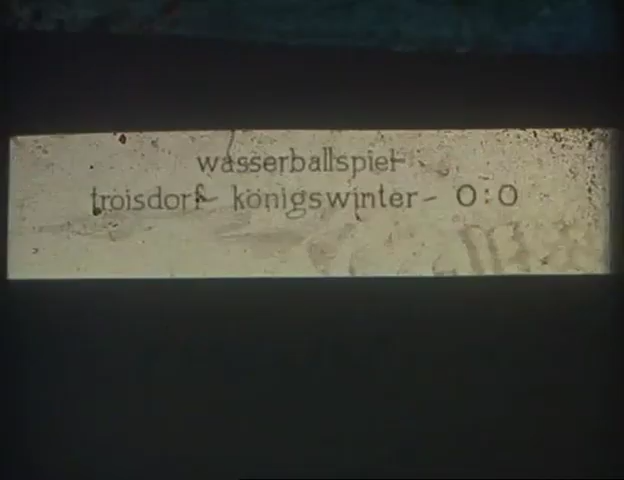 wasserballspiel-
troisdorf- königswinter- 0:0